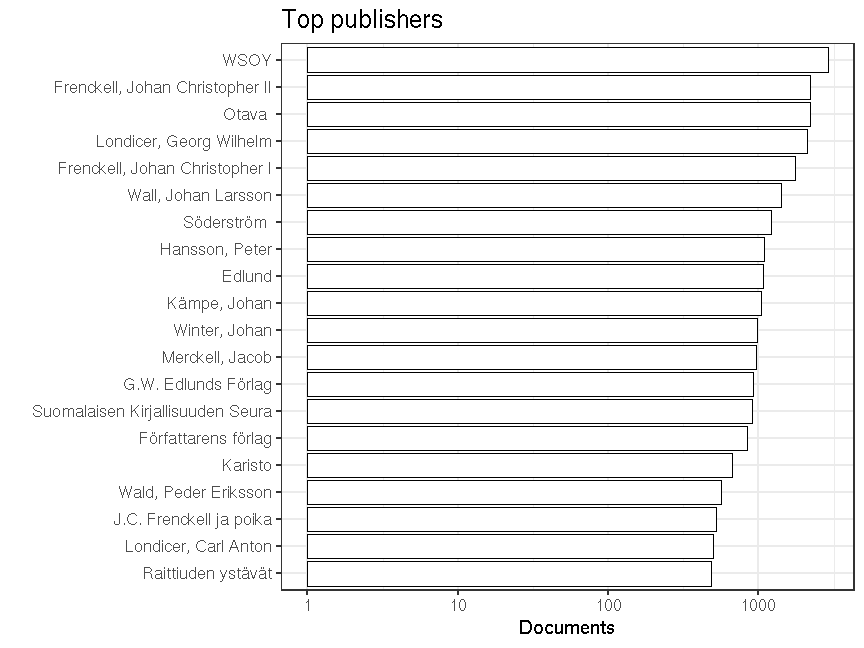 Top publishers
WSOY
Frenckell, Johan Christopher II
Otava
Londicer, Georg Wilhelm
Frenckell, Johan Christopher I
Wall, Johan Larsson
Söderström
Hansson, Peter
Edlund
Kämpe, Johan
Winter, Johan
Merckell, Jacob
G.W. Edlunds Förlag
Suomalaisen Kirjallisuuden Seura
Författarens förlag
Karisto
Wald, Peder Eriksson
J.C. Frenckell ja poika
Londicer, Carl Anton
Raittiuden ystävät
1 10 100 1000
Documents